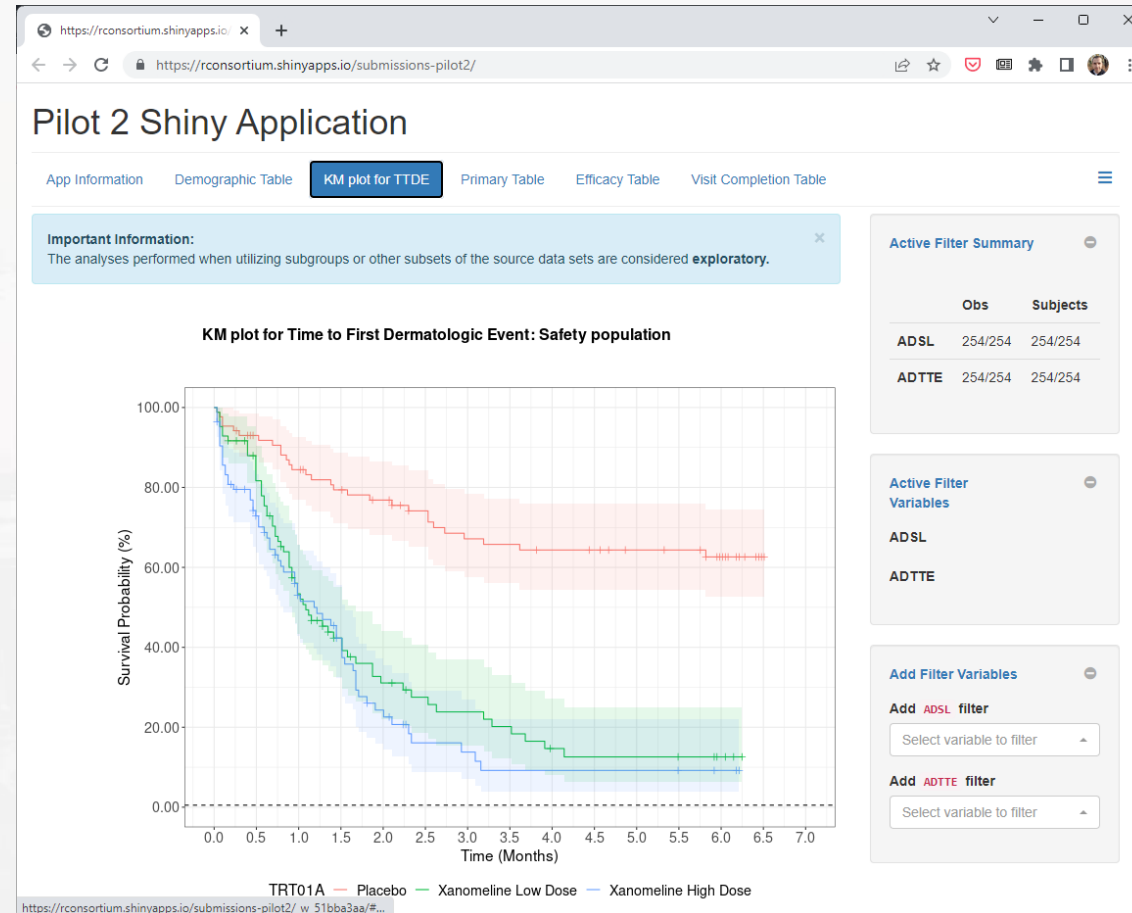 https://rconsortium.shinyapps.io/
https://rconsortium.shinyapps.io/submissions-pilot2/
Pilot 2 Shiny Application
App Information Demographic Table KM plot for TTDE Primary Table Efficacy Table Visit Completion Table
Important Information:
The analyses performed when utilizing subgroups or other subsets of the source data sets are considered exploratory.
KM plot for Time to First Dermatologic Event: Safety population
Survival Probability (%)
100.00
80.00
60.00
40.00
20.00
0.00
0.0 0.5 1.0 1.5 2.0 2.5 3.0 3.5 4.0 4.5 5.0 5.5 6.0 6.5 7.0
Time (Months)
TRT01A Placebo Xanomeline Low Dose Xanomeline High Dose
Active Filter Summary
Obs Subjects
ADSL 254/254 254/254
ADTTE 254/254 254/254
Active Filter
Variables
ADSL
ADTTE
Add Filter Variables
Add ADSL filter
Select variable to filter
Add ADTTE filter
Select variable to filter
https://rconsortium.shinyapps.io/submissions-pilot2/_w_51bba3aa/#...